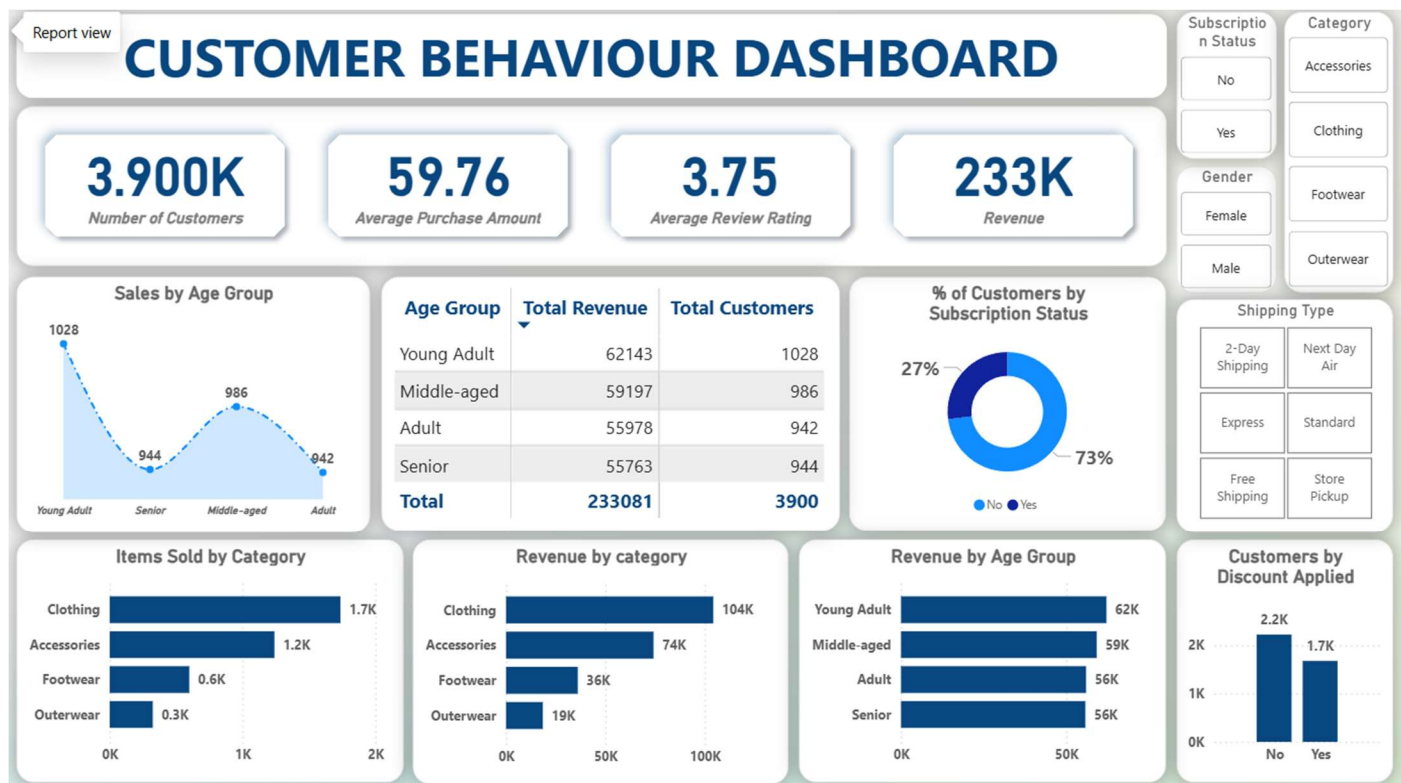 Report view
CUSTOMER BEHAVIOUR DASHBOARD
3.900K
Number of Customers
59.76
Average Purchase Amount
3.75
Average Review Rating
233K
Revenue
Subscriptio
n Status
No
Yes
Gender
Female
Male
Category
Accessories
Clothing
Footwear
Outerwear
Sales by Age Group
1028
944
986
942
Young Adult Senior Middle-aged Adult
Age Group Total Revenue Total Customers
Young Adult 62143 1028
Middle-aged 59197 986
Adult 55978 942
Senior 55763 944
Total 233081 3900
% of Customers by
Subscription Status
27%
73%
No Yes
Shipping Type
2-Day
Shipping
Next Day
Air
Express
Standard
Free
Shipping
Store
Pickup
Items Sold by Category
Clothing 1.7K
Accessories 1.2K
Footwear 0.6K
Outerwear 0.3K
0K 1K 2K
Revenue by category
Clothing 104K
Accessories 74K
Footwear 36K
Outerwear 19K
0K 50K 100K
Revenue by Age Group
Young Adult 62K
Middle-aged 59K
Adult 56K
Senior 56K
0K 50K
Customers by
Discount Applied
2.2K
1.7K
2K
1K
0K
No Yes